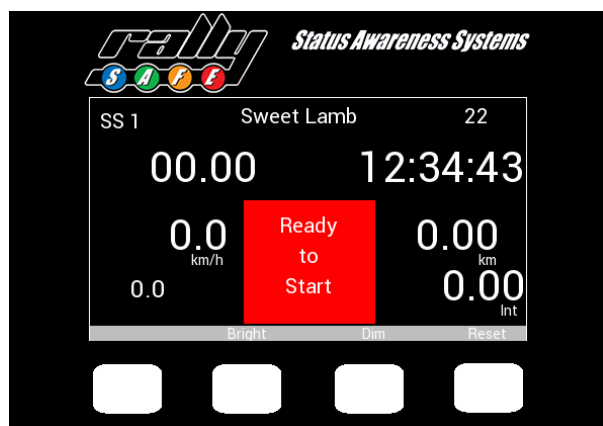 rally
Status Awareness Systems
S A F E
SS 1 Sweet Lamb 22
00.00 12:34:43
0.0 Ready 0.00
km/h to km
0.0 Start 0.00
Int
Bright Dim Reset